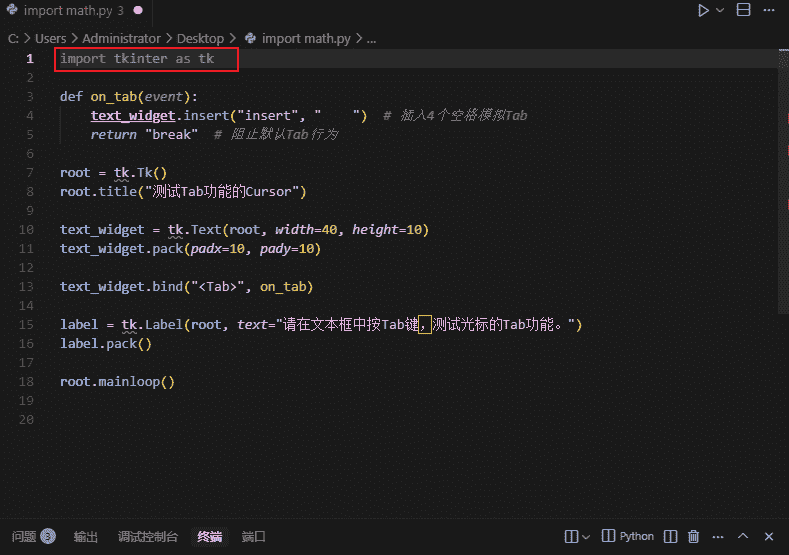 import math.py 3
C: > Users > Administrator > Desktop > import math.py > ...
1 import tkinter as tk
2
3 def on_tab(event):
4     text_widget.insert("insert", "    ")  # 插入4个空格模拟Tab
5     return "break"  # 阻止默认Tab行为
6
7 root = tk.Tk()
8 root.title("测试Tab功能的Cursor")
9
10 text_widget = tk.Text(root, width=40, height=10)
11 text_widget.pack(padx=10, pady=10)
12
13 text_widget.bind("<Tab>", on_tab)
14
15 label = tk.Label(root, text="请在文本框中按Tab键，测试光标的Tab功能。")
16 label.pack()
17
18 root.mainloop()
19
20
问题 3 输出 调试控制台 终端 端口 Python ...